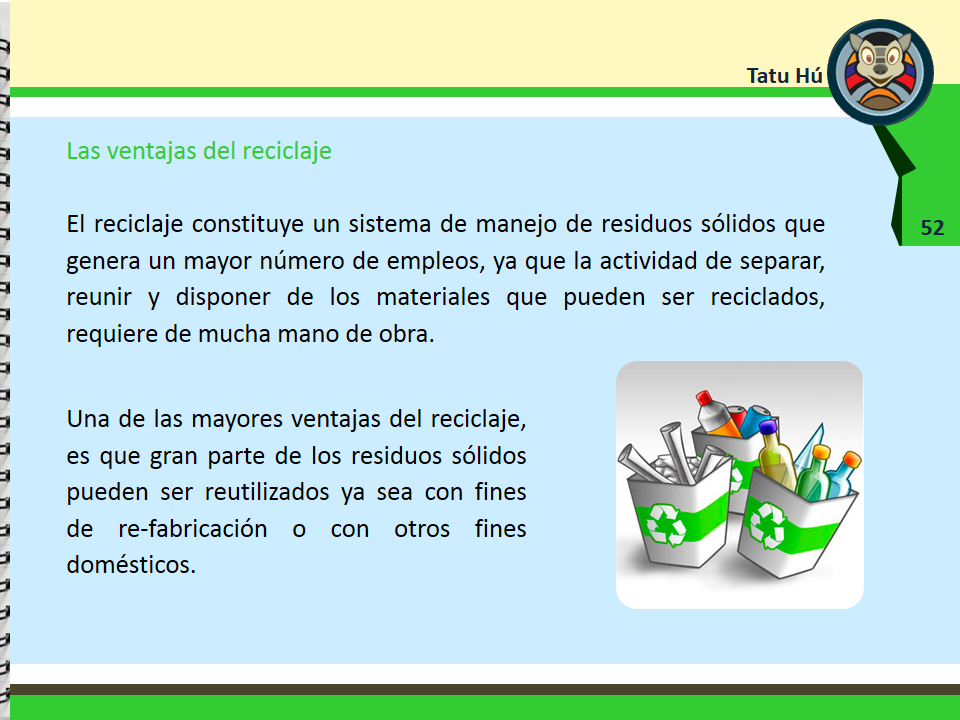 Tatu Hú
52
Las ventajas del reciclaje
El reciclaje constituye un sistema de manejo de residuos sólidos que
genera un mayor número de empleos, ya que la actividad de separar,
reunir y disponer de los materiales que pueden ser reciclados,
requiere de mucha mano de obra.
Una de las mayores ventajas del reciclaje,
es que gran parte de los residuos sólidos
pueden ser reutilizados ya sea con fines
de re-fabricación o con otros fines
domésticos.